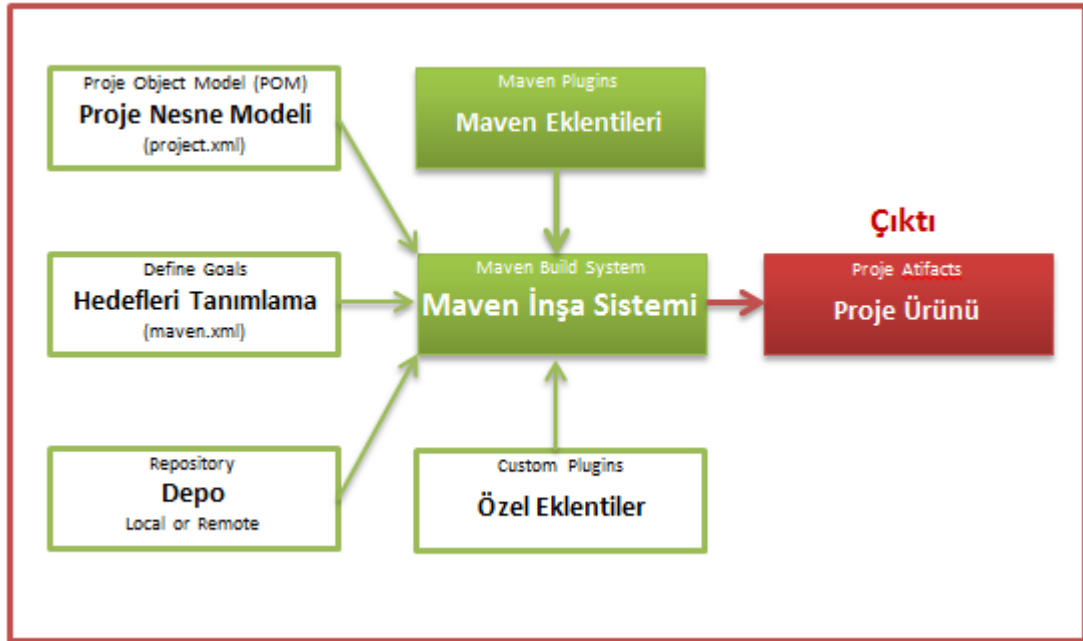 Proje Object Model (POM)
Proje Nesne Modeli
(project.xml)
Maven Plugins
Maven Eklentileri
Define Goals
Hedefleri Tanımlama
(maven.xml)
Maven Build System
Maven İnşa Sistemi
Çıktı
Proje Atifacts
Proje Ürünü
Repository
Depo
Local or Remote
Custom Plugins
Özel Eklentiler